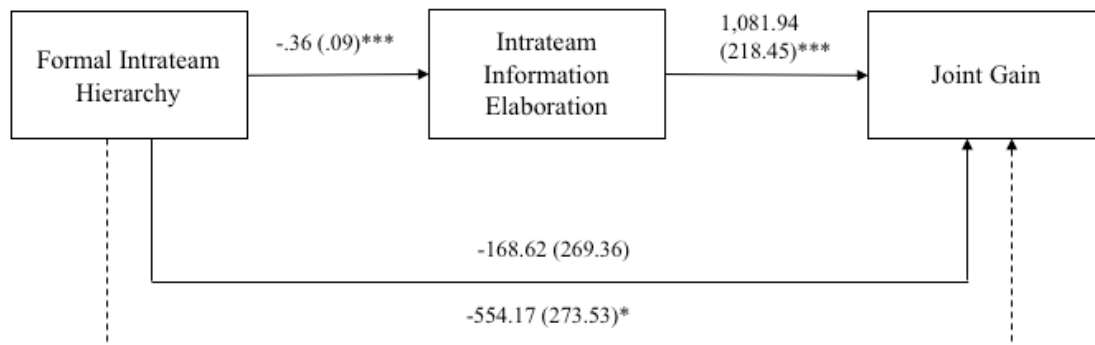 Formal Intrateam
Hierarchy
-.36 (.09)***
Intrateam
Information
Elaboration
1,081.94
(218.45)***
Joint Gain
-168.62 (269.36)
-554.17 (273.53)*